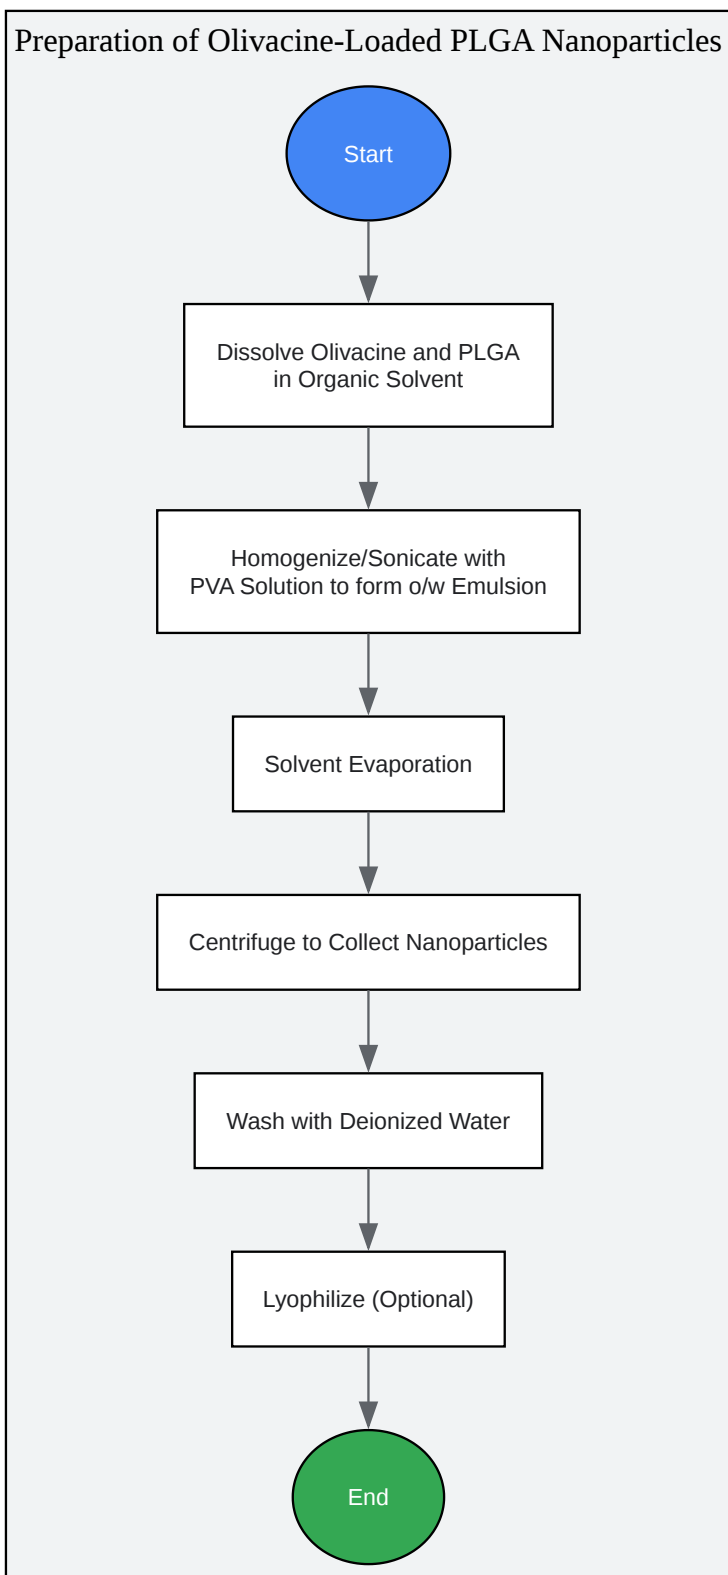 Preparation of Olivacine-Loaded PLGA Nanoparticles
Start
Dissolve Olivacine and PLGA
in Organic Solvent
Homogenize/Sonicate with
PVA Solution to form o/w Emulsion
Solvent Evaporation
Centrifuge to Collect Nanoparticles
Wash with Deionized Water
Lyophilize (Optional)
End